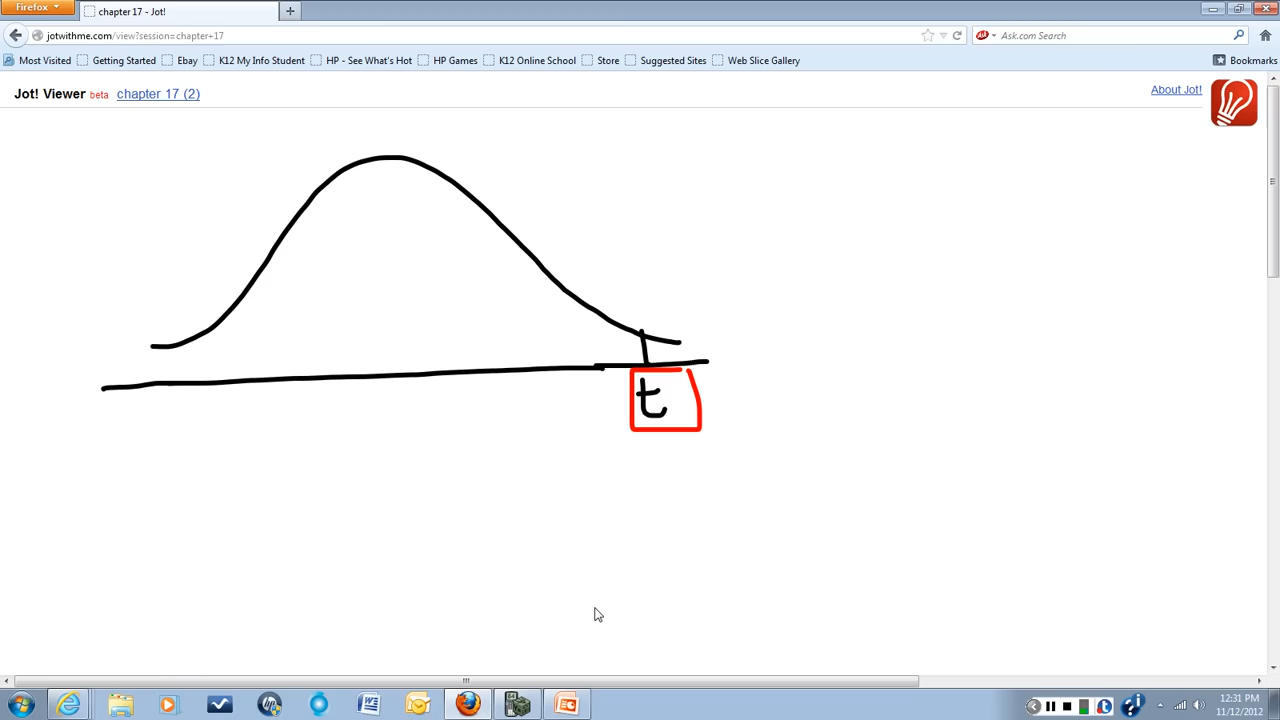 Firefox
chapter 17 - Jot!
jotwithme.com/view?session=chapter+17
Ask.com Search
Most Visited Getting Started Ebay K12 My Info Student HP - See What's Hot HP Games K12 Online School Store Suggested Sites Web Slice Gallery Bookmarks
Jot! Viewer beta chapter 17 (2) About Jot!
t
12:31 PM
11/12/2012